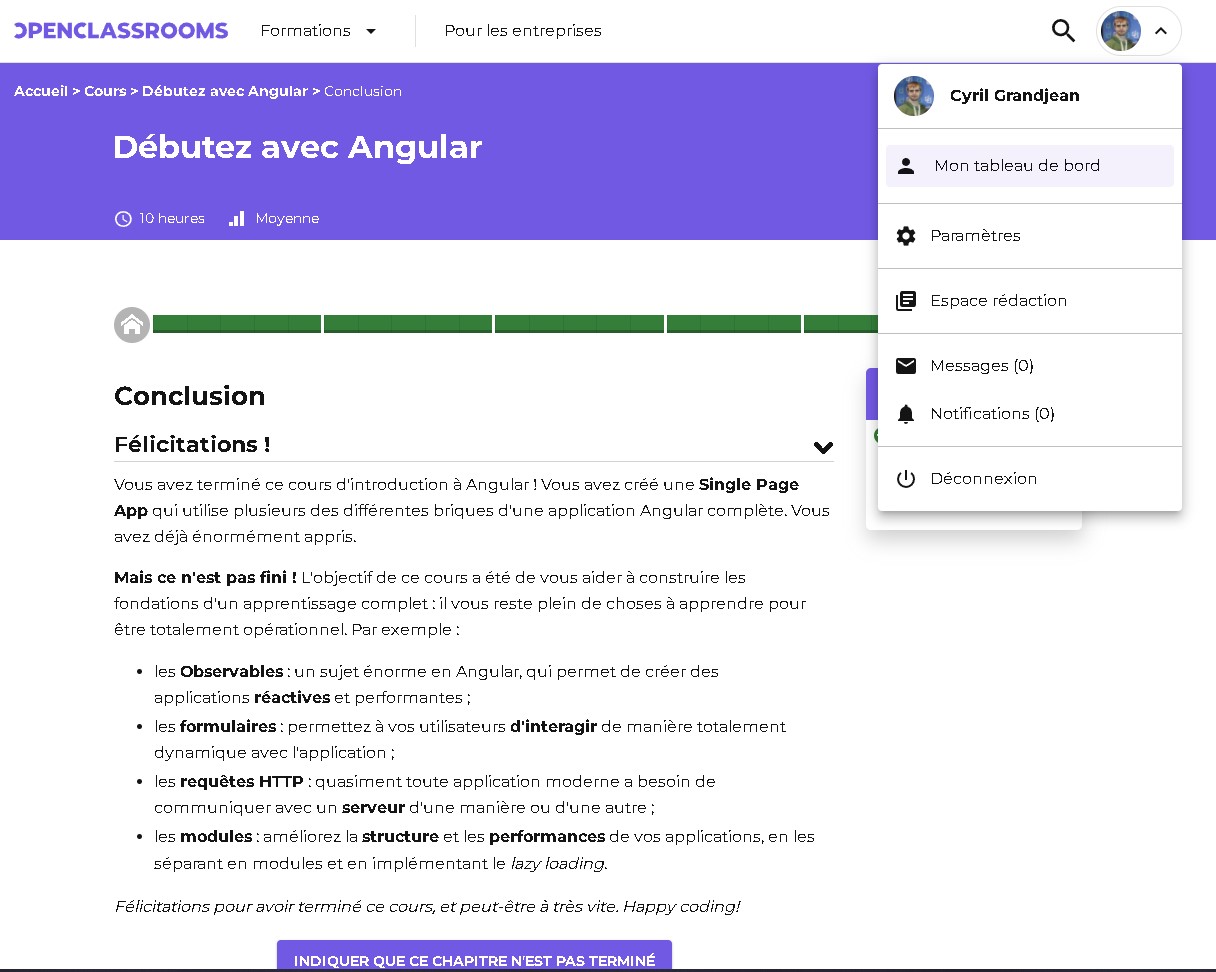 OPENCLASSROOMS
Formations
Pour les entreprises
Accueil > Cours > Débutez avec Angular > Conclusion
Débutez avec Angular
10 heures
Moyenne
Cyril Grandjean
Mon tableau de bord
Paramètres
Espace rédaction
Messages (0)
Notifications (0)
Déconnexion
Conclusion
Félicitations !
Vous avez terminé ce cours d'introduction à Angular ! Vous avez créé une Single Page
App qui utilise plusieurs des différentes briques d'une application Angular complète. Vous
avez déjà énormément appris.
Mais ce n'est pas fini ! L'objectif de ce cours a été de vous aider à construire les
fondations d'un apprentissage complet : il vous reste plein de choses à apprendre pour
être totalement opérationnel. Par exemple :
• les Observables : un sujet énorme en Angular, qui permet de créer des
applications réactives et performantes ;
• les formulaires : permettez à vos utilisateurs d'interagir de manière totalement
dynamique avec l'application ;
• les requêtes HTTP : quasiment toute application moderne a besoin de
communiquer avec un serveur d'une manière ou d'une autre ;
• les modules : améliorez la structure et les performances de vos applications, en les
séparant en modules et en implémentant le lazy loading.
Félicitations pour avoir terminé ce cours, et peut-être à très vite. Happy coding!
INDIQUER QUE CE CHAPITRE N'EST PAS TERMINÉ